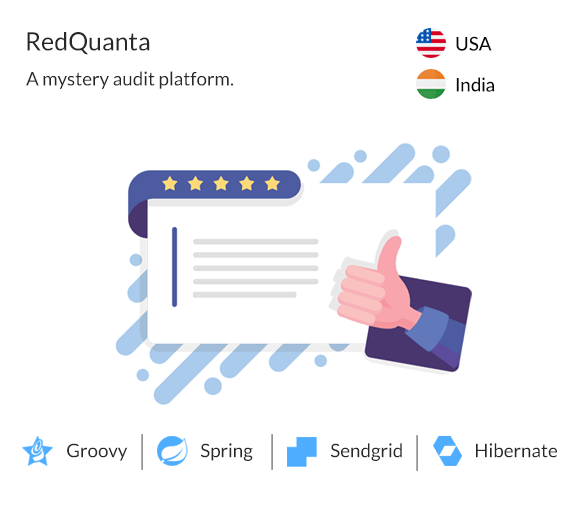 RedQuanta
A mystery audit platform.
USA
India
Groovy
Spring
Sendgrid
Hibernate